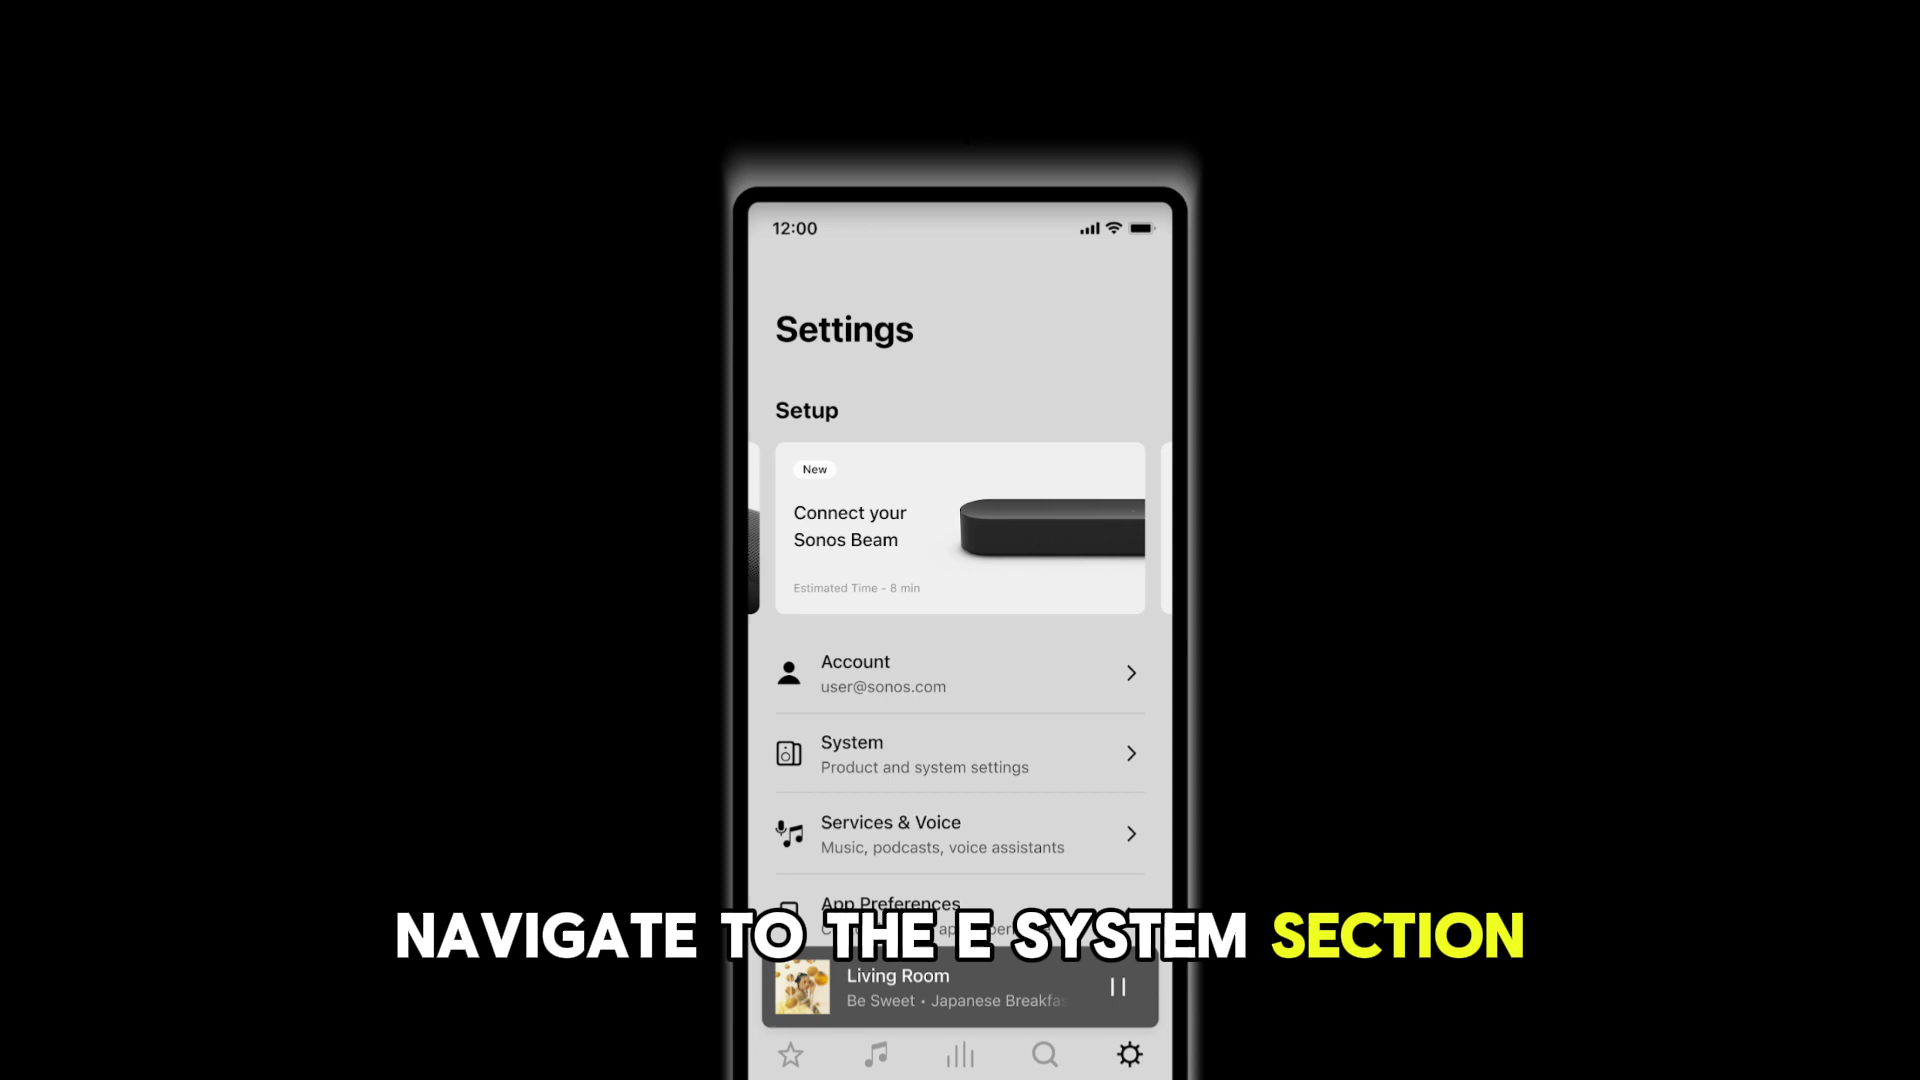 12:00
Settings
Setup
New
Connect your
Sonos Beam
Estimated Time - 8 min
Account
user@sonos.com
System
Product and system settings
Services & Voice
Music, podcasts, voice assistants
App Preferences
NAVIGATE TO THE E SYSTEM SECTION
Living Room
Be Sweet • Japanese Breakfas